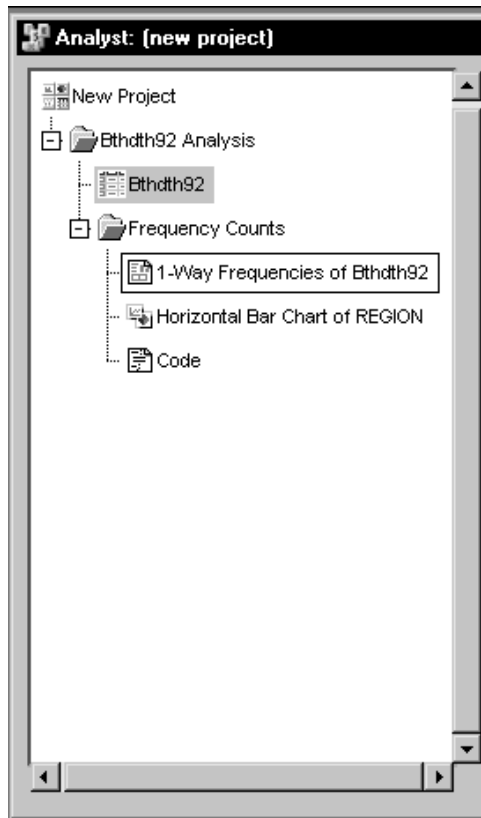 Analyst: (new project)
New Project
Bthdth92 Analysis
Bthdth92
Frequency Counts
1-Way Frequencies of Bthdth92
Horizontal Bar Chart of REGION
Code